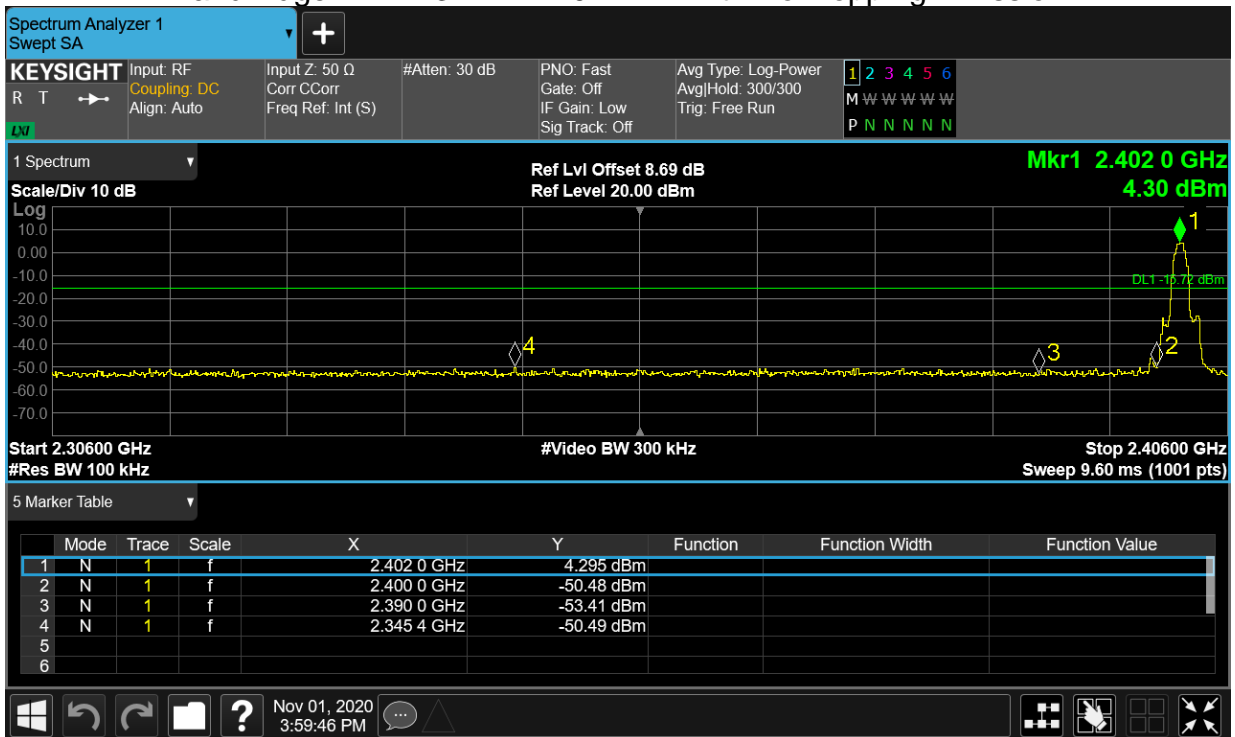 Spectrum Analyzer 1
Swept SA
+
KEYSIGHT
R T
LXI
Input: RF
Coupling: DC
Align: Auto
Input Z: 50 Ω
Corr CCorr
Freq Ref: Int (S)
#Atten: 30 dB
PNO: Fast
Gate: Off
IF Gain: Low
Sig Track: Off
Avg Type: Log-Power
Avg|Hold: 300/300
Trig: Free Run
1 2 3 4 5 6
M W W W W W
P N N N N N
1 Spectrum
Scale/Div 10 dB
Ref Lvl Offset 8.69 dB
Ref Level 20.00 dBm
Mkr1 2.402 0 GHz
4.30 dBm
Log
10.0
0.00
-10.0
-20.0
-30.0
-40.0
-50.0
-60.0
-70.0
1
DL1 -15.72 dBm
4
3
2
Start 2.30600 GHz
#Video BW 300 kHz
Stop 2.40600 GHz
#Res BW 100 kHz
Sweep 9.60 ms (1001 pts)
5 Marker Table
Mode Trace Scale X Y Function Function Width Function Value
1 N 1 f 2.402 0 GHz 4.295 dBm
2 N 1 f 2.400 0 GHz -50.48 dBm
3 N 1 f 2.390 0 GHz -53.41 dBm
4 N 1 f 2.345 4 GHz -50.49 dBm
5
6
?
Nov 01, 2020
3:59:46 PM